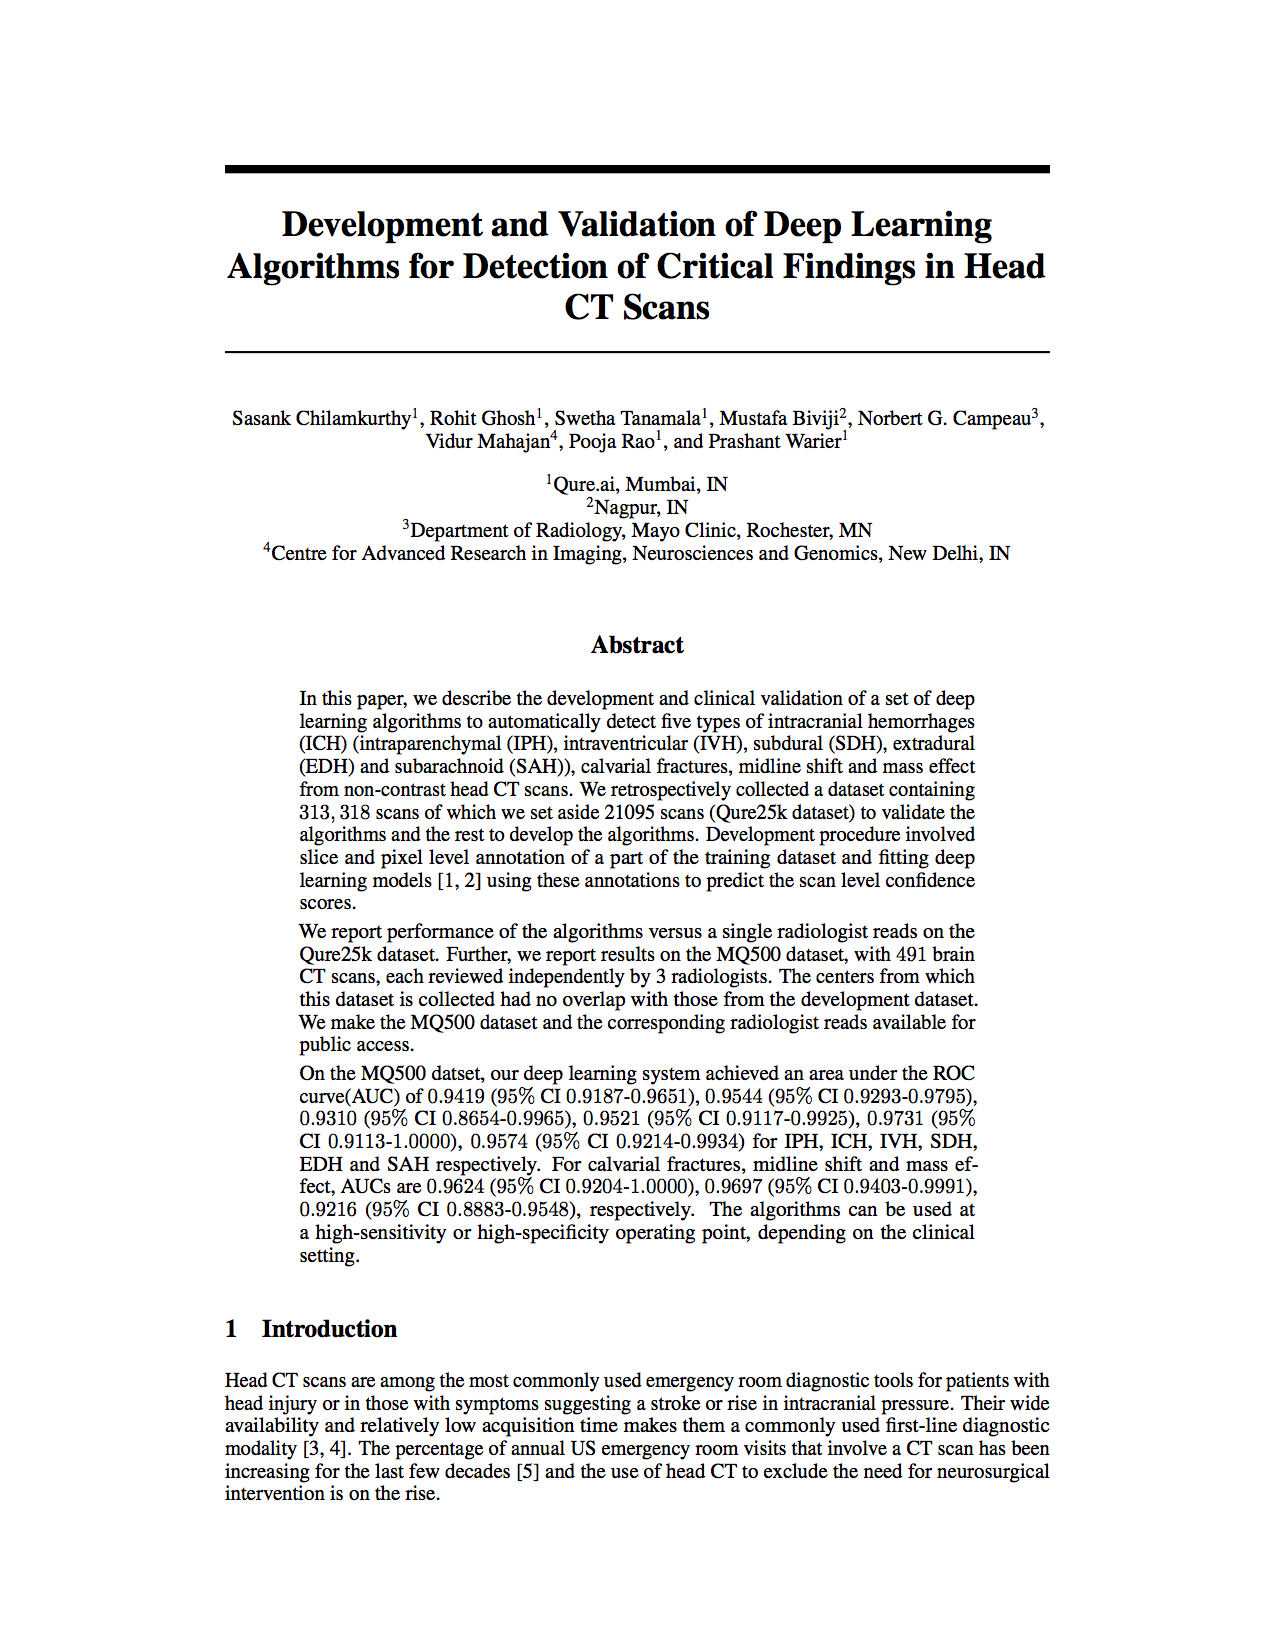 Development and Validation of Deep Learning
Algorithms for Detection of Critical Findings in Head
CT Scans
Sasank Chilamkurthy1, Rohit Ghosh1, Swetha Tanamala1, Mustafa Biviji2, Norbert G. Campeau3,
Vidur Mahajan4, Pooja Rao1, and Prashant Warier1
1Qure.ai, Mumbai, IN
2Nagpur, IN
3Department of Radiology, Mayo Clinic, Rochester, MN
4Centre for Advanced Research in Imaging, Neurosciences and Genomics, New Delhi, IN
Abstract
In this paper, we describe the development and clinical validation of a set of deep
learning algorithms to automatically detect five types of intracranial hemorrhages
(ICH) (intraparenchymal (IPH), intraventricular (IVH), subdural (SDH), extradural
(EDH) and subarachnoid (SAH)), calvarial fractures, midline shift and mass effect
from non-contrast head CT scans. We retrospectively collected a dataset containing
313, 318 scans of which we set aside 21095 scans (Qure25k dataset) to validate the
algorithms and the rest to develop the algorithms. Development procedure involved
slice and pixel level annotation of a part of the training dataset and fitting deep
learning models [1, 2] using these annotations to predict the scan level confidence
scores.
We report performance of the algorithms versus a single radiologist reads on the
Qure25k dataset. Further, we report results on the MQ500 dataset, with 491 brain
CT scans, each reviewed independently by 3 radiologists. The centers from which
this dataset is collected had no overlap with those from the development dataset.
We make the MQ500 dataset and the corresponding radiologist reads available for
public access.
On the MQ500 datset, our deep learning system achieved an area under the ROC
curve(AUC) of 0.9419 (95% CI 0.9187-0.9651), 0.9544 (95% CI 0.9293-0.9795),
0.9310 (95% CI 0.8654-0.9965), 0.9521 (95% CI 0.9117-0.9925), 0.9731 (95%
CI 0.9113-1.0000), 0.9574 (95% CI 0.9214-0.9934) for IPH, ICH, IVH, SDH,
EDH and SAH respectively. For calvarial fractures, midline shift and mass ef-
fect, AUCs are 0.9624 (95% CI 0.9204-1.0000), 0.9697 (95% CI 0.9403-0.9991),
0.9216 (95% CI 0.8883-0.9548), respectively. The algorithms can be used at
a high-sensitivity or high-specificity operating point, depending on the clinical
setting.
1 Introduction
Head CT scans are among the most commonly used emergency room diagnostic tools for patients with
head injury or in those with symptoms suggesting a stroke or rise in intracranial pressure. Their wide
availability and relatively low acquisition time makes them a commonly used first-line diagnostic
modality [3, 4]. The percentage of annual US emergency room visits that involve a CT scan has been
increasing for the last few decades [5] and the use of head CT to exclude the need for neurosurgical
intervention is on the rise.